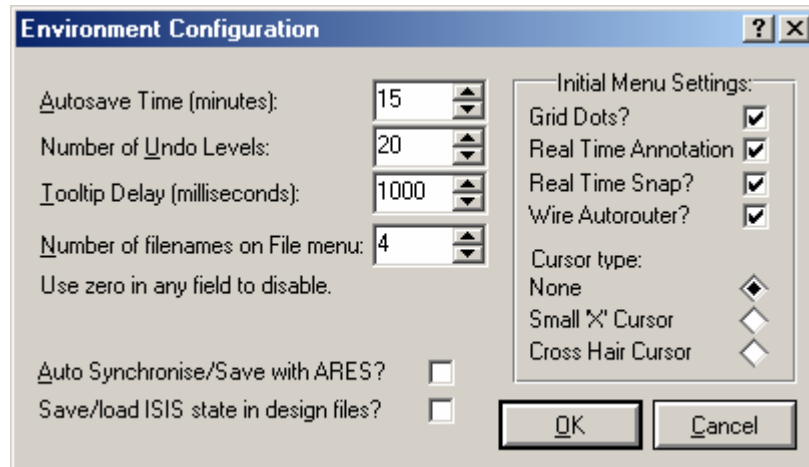 Environment Configuration
Autosave Time (minutes): 15
Number of Undo Levels: 20
Tooltip Delay (milliseconds): 1000
Number of filenames on File menu: 4
Use zero in any field to disable.
Auto Synchronise/Save with ARES?
Save/load ISIS state in design files?
Initial Menu Settings:
Grid Dots?
Real Time Annotation
Real Time Snap?
Wire Autorouter?
Cursor type:
None
Small 'X' Cursor
Cross Hair Cursor
OK Cancel